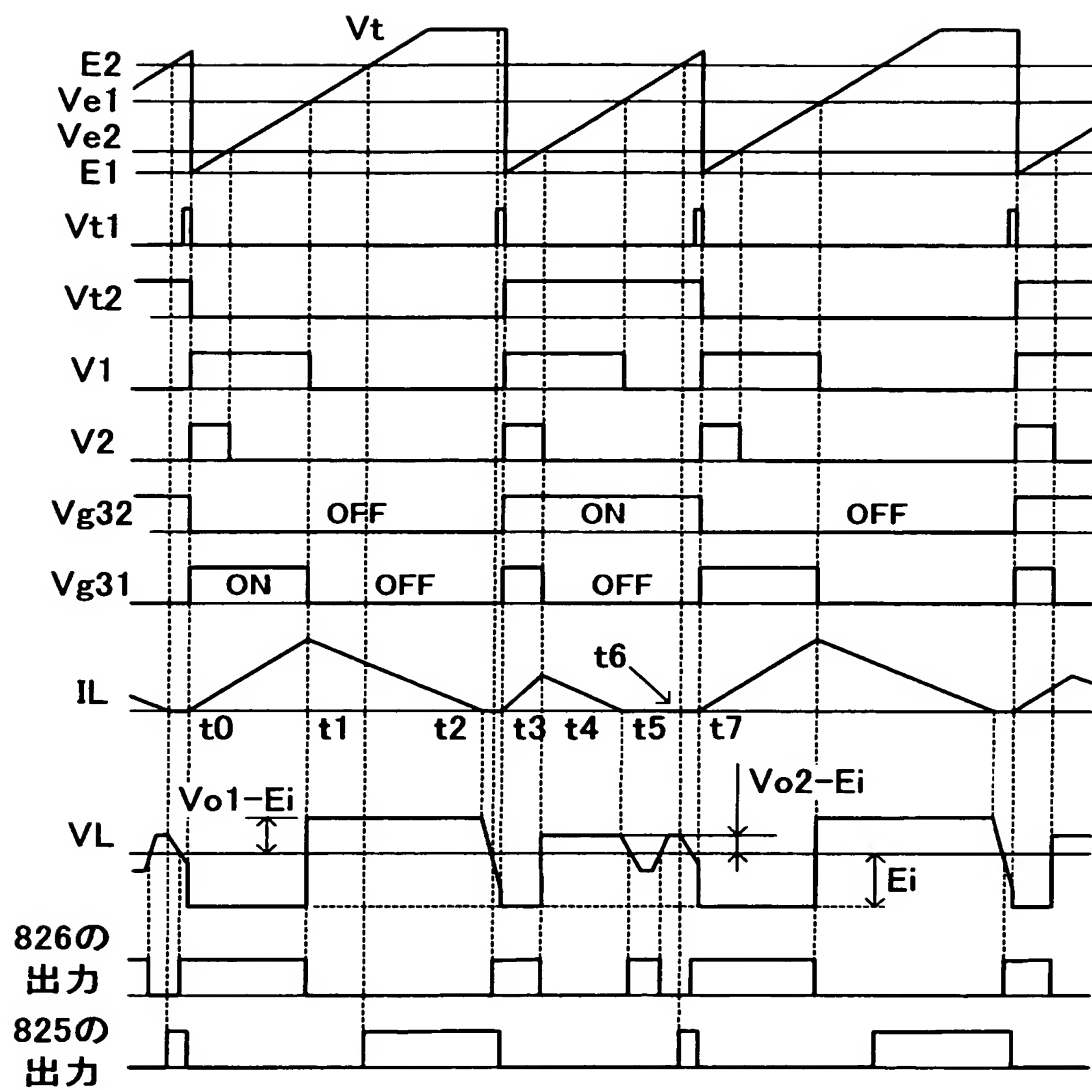 Vt
E2
Ve1
Ve2
E1
Vt1
Vt2
V1
V2
Vg32 OFF ON OFF
Vg31 ON OFF OFF
t6
IL
t0 t1 t2 t3 t4 t5 t7
Vo1-Ei Vo2-Ei
VL
Ei
826の
出力
825の
出力